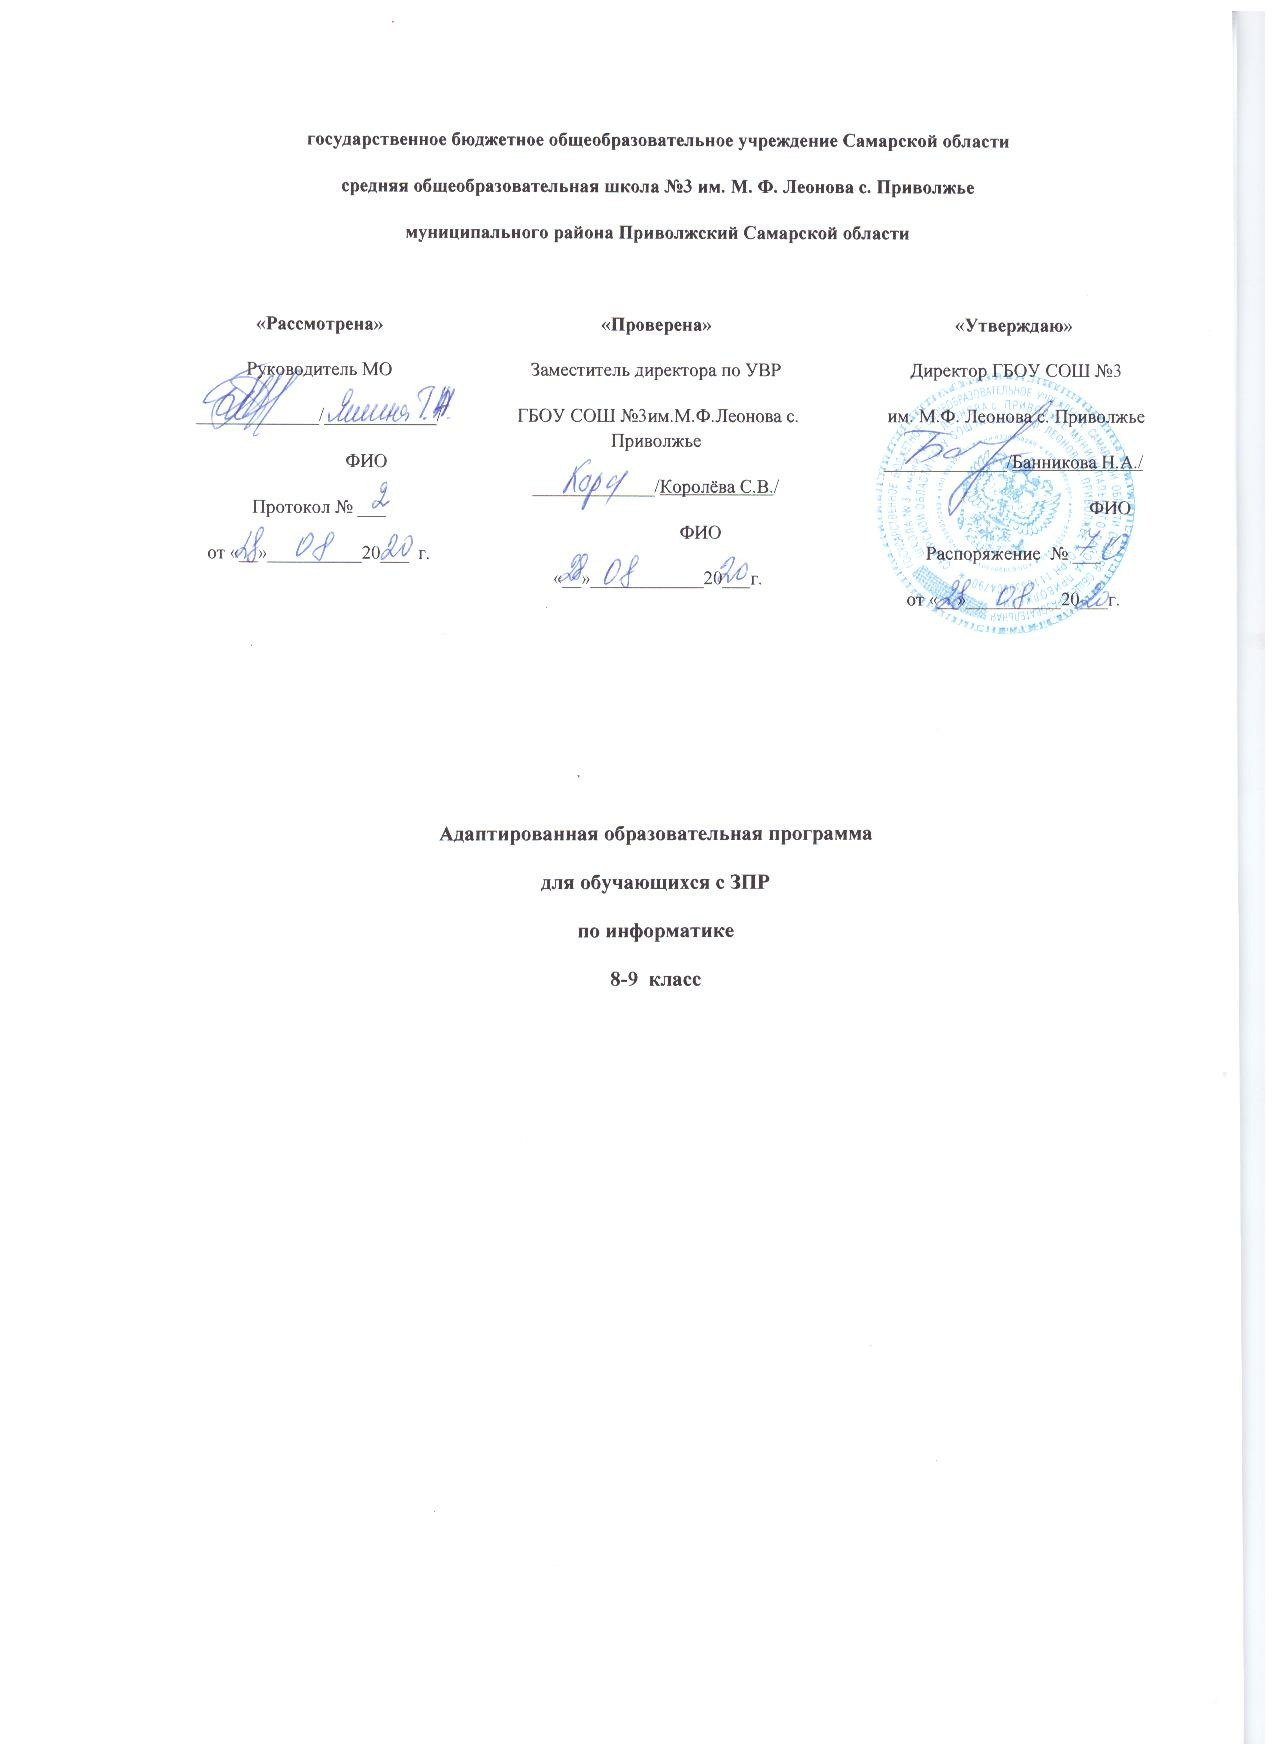 государственное бюджетное общеобразовательное учреждение Самарской области
средняя общеобразовательная школа №3 им. М. Ф. Леонова с. Приволжье
муниципального района Приволжский Самарской области
«Рассмотрена»
Руководитель МО
/
ФИО
Протокол № 2
от «28» 08 2020 г.
«Проверена»
Заместитель директора по УВР
ГБОУ СОШ №3им.М.Ф.Леонова с.
Приволжье
/Королёва С.В./
ФИО
«28» 08 2020г.
«Утверждаю»
Директор ГБОУ СОШ №3
им. М.Ф. Леонова с. Приволжье
/Банникова Н.А./
ФИО
Распоряжение №
от «28» 08 2020г.
Адаптированная образовательная программа
для обучающихся с ЗПР
по информатике
8-9 класс